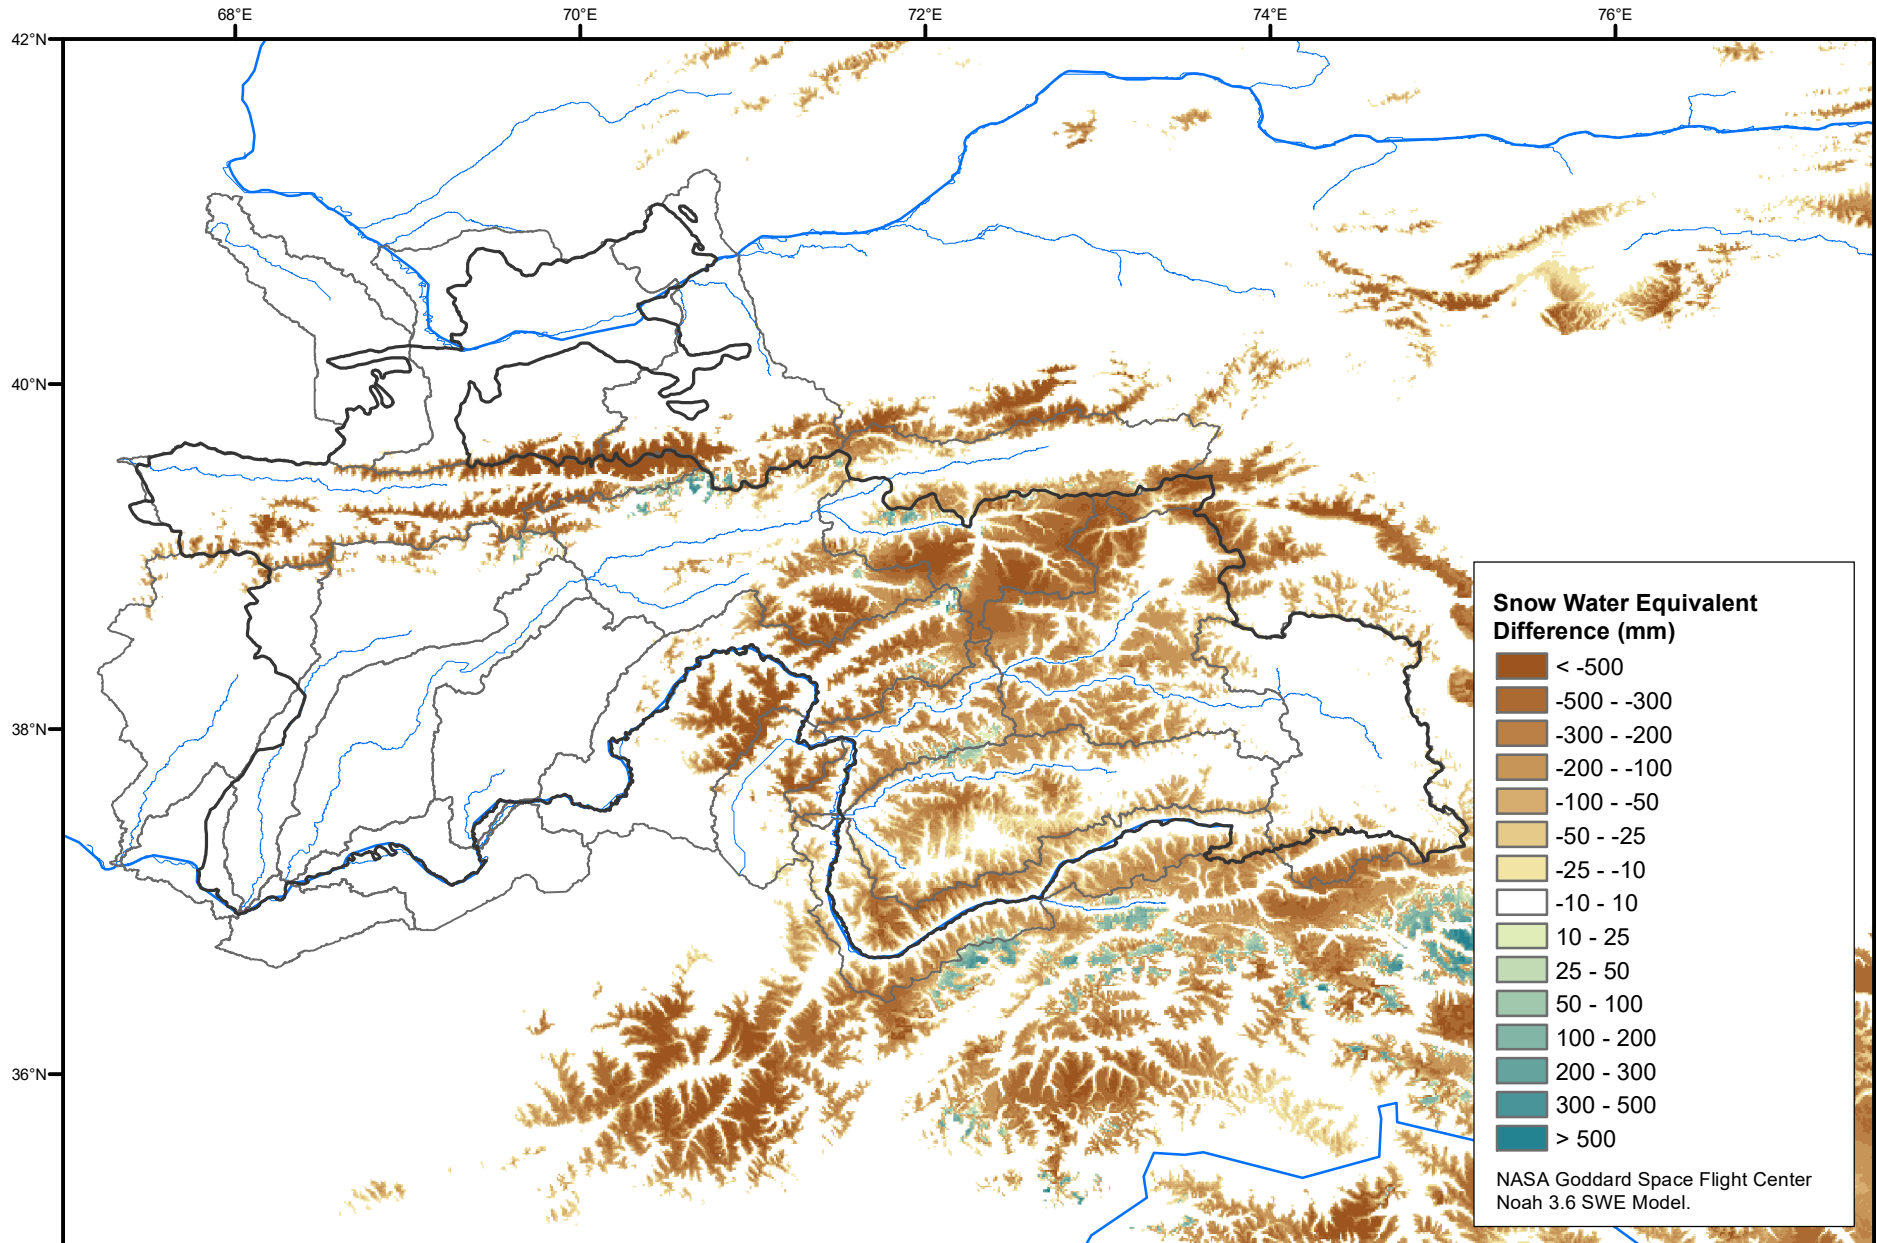 68°E
70°E
72°E
74°E
76°E
42°N
40°N
38°N
36°N
Snow Water Equivalent
Difference (mm)
< -500
-500 - -300
-300 - -200
-200 - -100
-100 - -50
-50 - -25
-25 - -10
-10 - 10
10 - 25
25 - 50
50 - 100
100 - 200
200 - 300
300 - 500
> 500
NASA Goddard Space Flight Center
Noah 3.6 SWE Model.